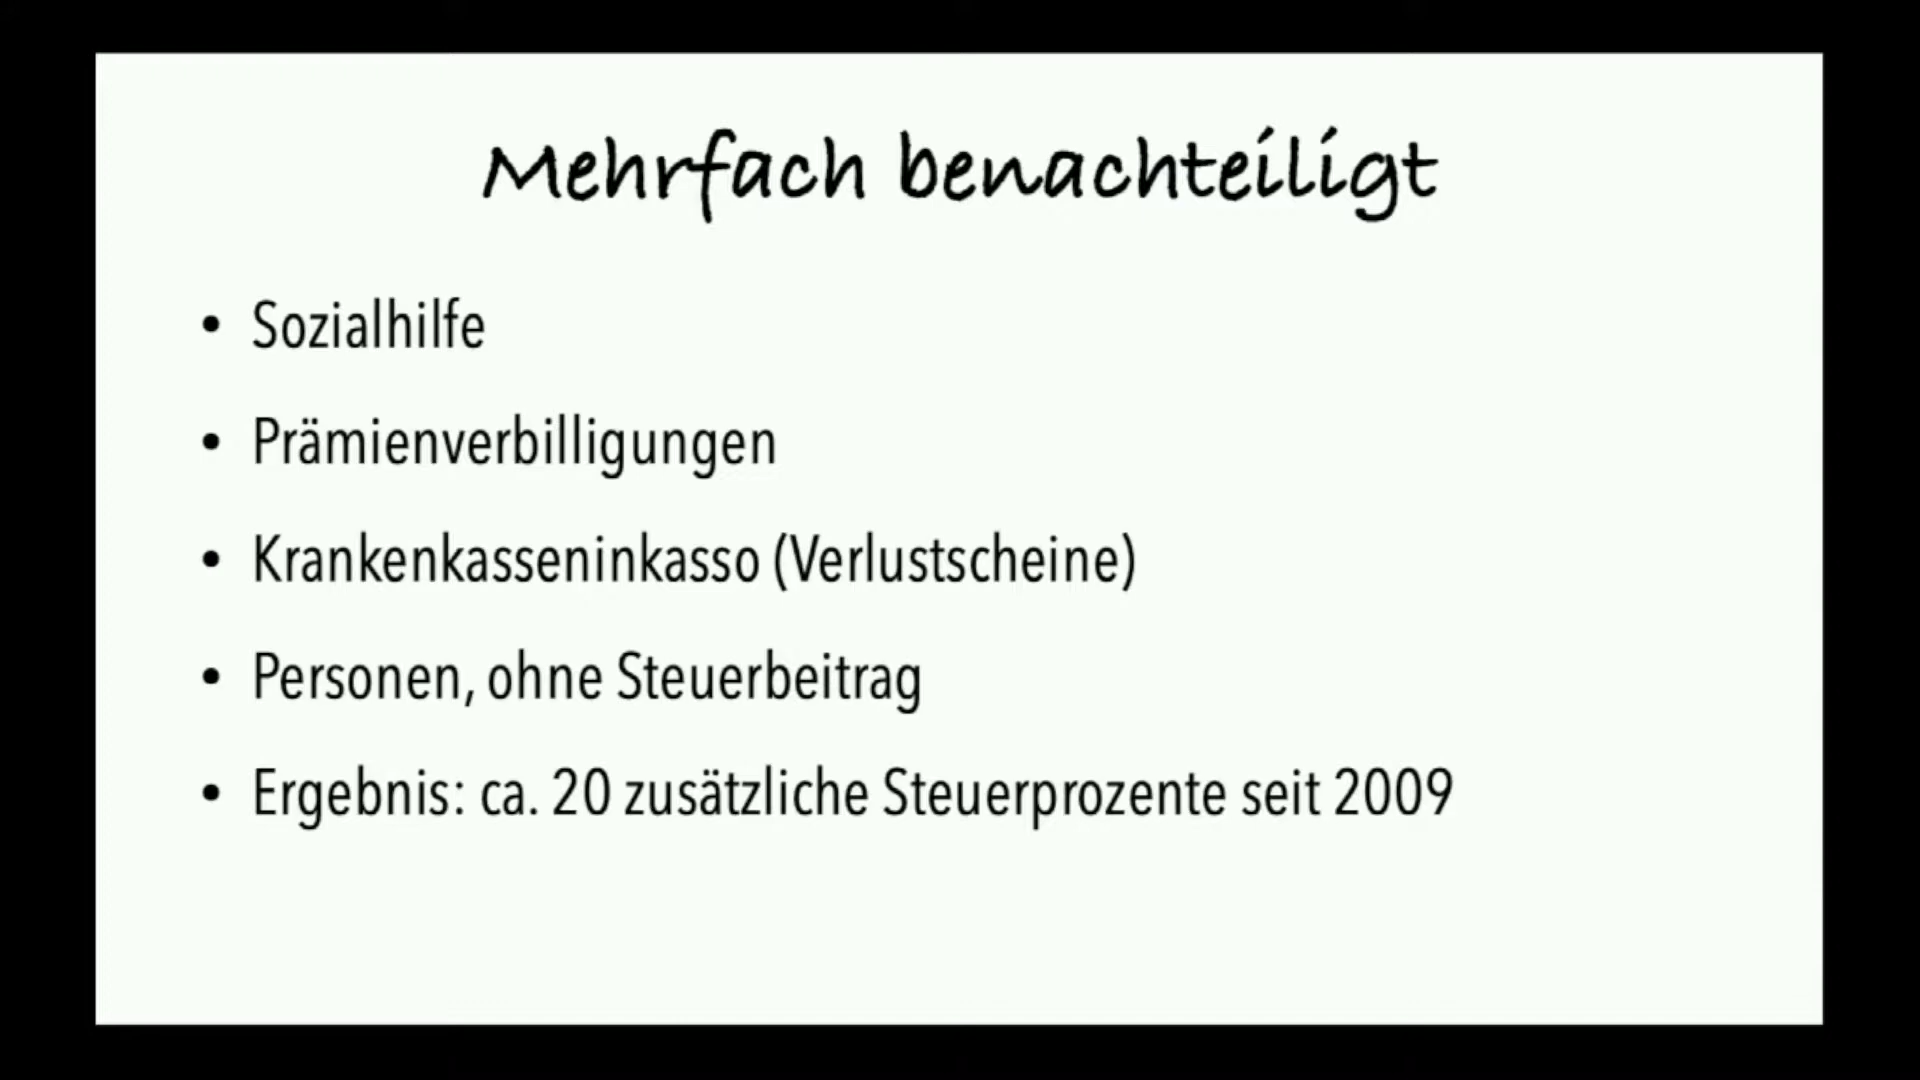 Mehrfach benachteiligt
• Sozialhilfe
• Prämienverbilligungen
• Krankenkasseninkasso (Verlustscheine)
• Personen, ohne Steuerbeitrag
• Ergebnis: ca. 20 zusätzliche Steuerprozente seit 2009